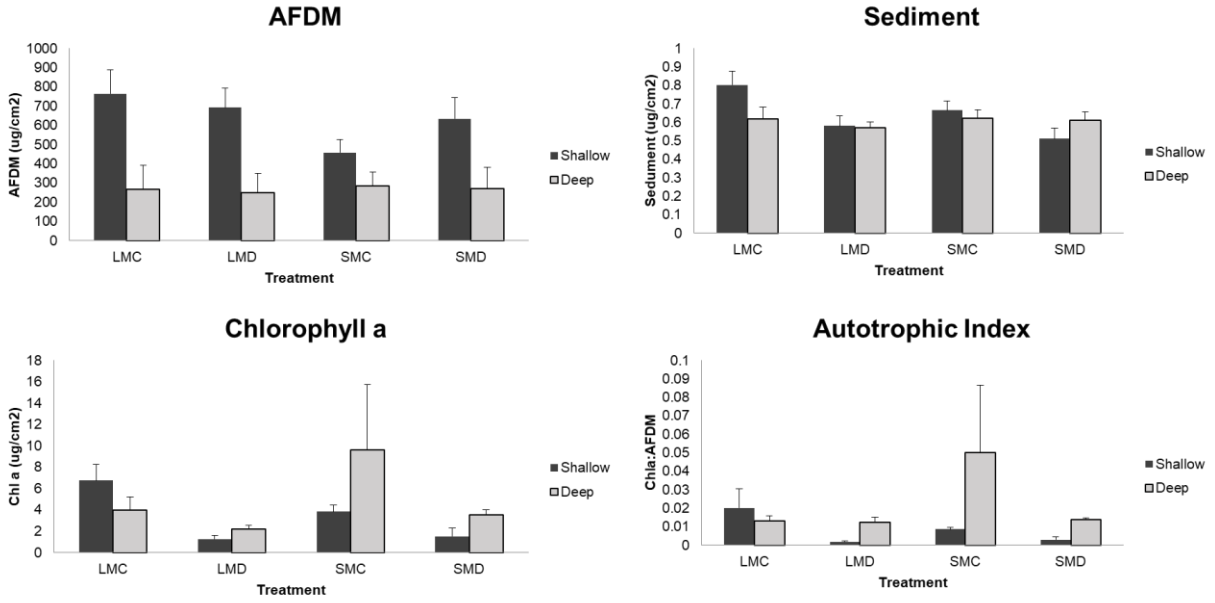 AFDM
1000
900
800
700
600
500
400
300
200
100
0
AFDM (ug/cm2)
LMC LMD SMC SMD
Treatment
Shallow
Deep
Sediment
1
0.9
0.8
0.7
0.6
0.5
0.4
0.3
0.2
0.1
0
Sedument (ug/cm2)
LMC LMD SMC SMD
Treatment
Shallow
Deep
Chlorophyll a
18
16
14
12
10
8
6
4
2
0
Chl a (ug/cm2)
LMC LMD SMC SMD
Treatment
Shallow
Deep
Autotrophic Index
0.1
0.09
0.08
0.07
0.06
0.05
0.04
0.03
0.02
0.01
0
Chla:AFDM
LMC LMD SMC SMD
Treatment
Shallow
Deep